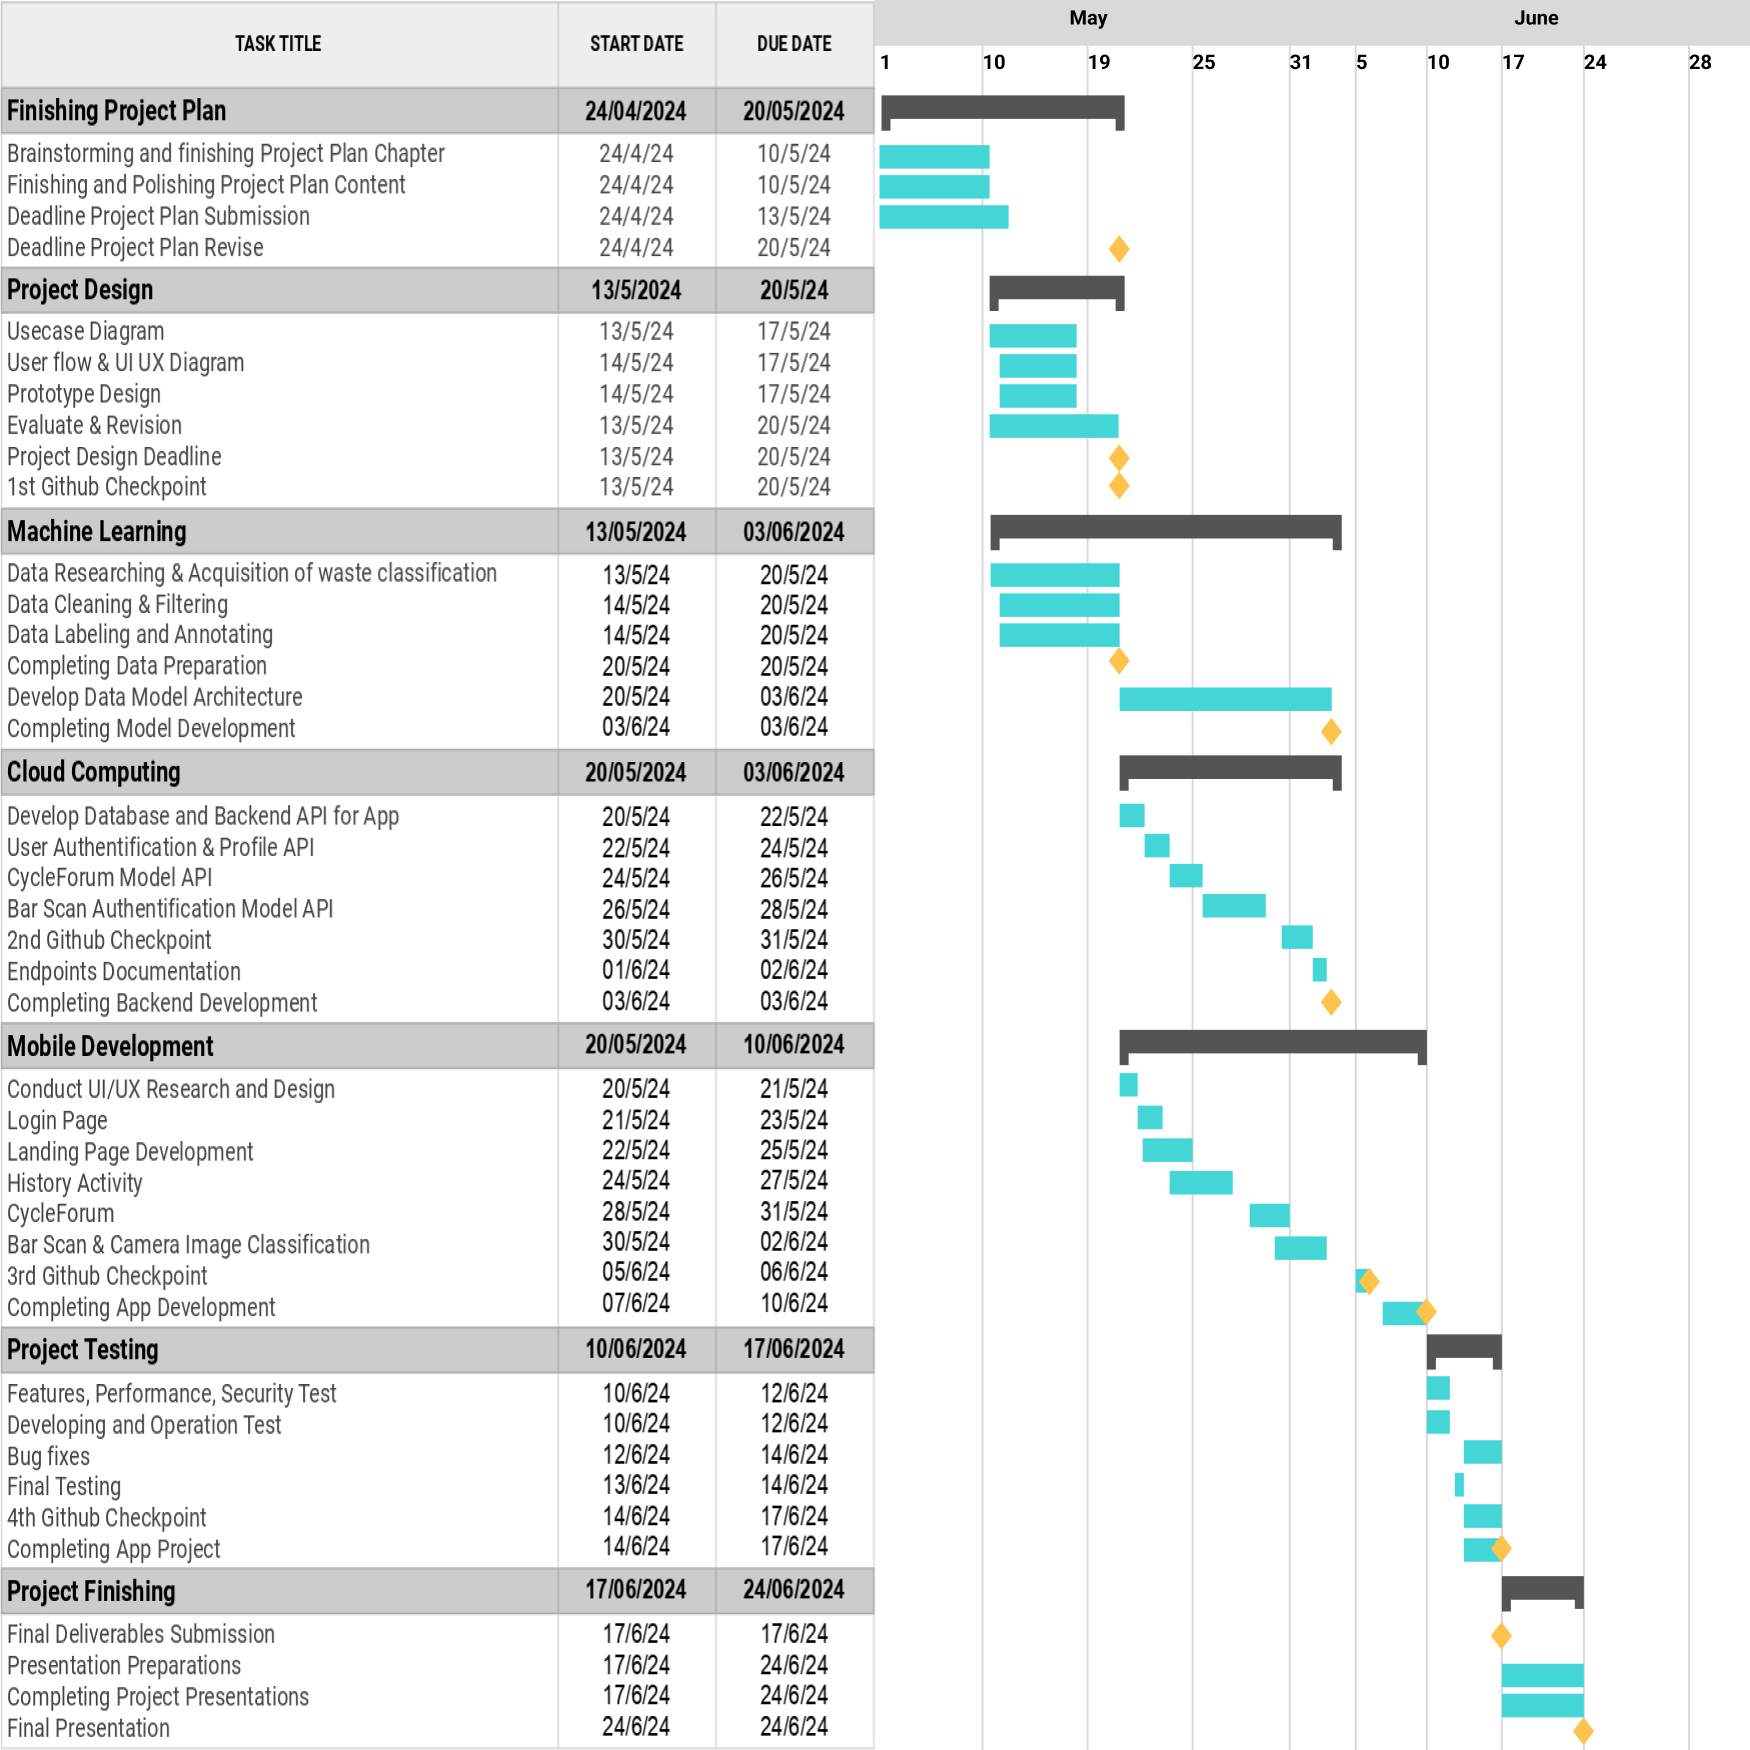 TASK TITLE START DATE DUE DATE May June
1 10 19 25 31 5 10 17 24 28
Finishing Project Plan 24/04/2024 20/05/2024
Brainstorming and finishing Project Plan Chapter 24/4/24 10/5/24
Finishing and Polishing Project Plan Content 24/4/24 10/5/24
Deadline Project Plan Submission 24/4/24 13/5/24
Deadline Project Plan Revise 24/4/24 20/5/24
Project Design 13/5/2024 20/5/24
Usecase Diagram 13/5/24 17/5/24
User flow & UI UX Diagram 14/5/24 17/5/24
Prototype Design 14/5/24 17/5/24
Evaluate & Revision 13/5/24 20/5/24
Project Design Deadline 13/5/24 20/5/24
1st Github Checkpoint 13/5/24 20/5/24
Machine Learning 13/05/2024 03/06/2024
Data Researching & Acquisition of waste classification 13/5/24 20/5/24
Data Cleaning & Filtering 14/5/24 20/5/24
Data Labeling and Annotating 14/5/24 20/5/24
Completing Data Preparation 20/5/24 20/5/24
Develop Data Model Architecture 20/5/24 03/6/24
Completing Model Development 03/6/24 03/6/24
Cloud Computing 20/05/2024 03/06/2024
Develop Database and Backend API for App 20/5/24 22/5/24
User Authentification & Profile API 22/5/24 24/5/24
CycleForum Model API 24/5/24 26/5/24
Bar Scan Authentification Model API 26/5/24 28/5/24
2nd Github Checkpoint 30/5/24 31/5/24
Endpoints Documentation 01/6/24 02/6/24
Completing Backend Development 03/6/24 03/6/24
Mobile Development 20/05/2024 10/06/2024
Conduct UI/UX Research and Design 20/5/24 21/5/24
Login Page 21/5/24 23/5/24
Landing Page Development 22/5/24 25/5/24
History Activity 24/5/24 27/5/24
CycleForum 28/5/24 31/5/24
Bar Scan & Camera Image Classification 30/5/24 02/6/24
3rd Github Checkpoint 05/6/24 06/6/24
Completing App Development 07/6/24 10/6/24
Project Testing 10/06/2024 17/06/2024
Features, Performance, Security Test 10/6/24 12/6/24
Developing and Operation Test 10/6/24 12/6/24
Bug fixes 12/6/24 14/6/24
Final Testing 13/6/24 14/6/24
4th Github Checkpoint 14/6/24 17/6/24
Completing App Project 14/6/24 17/6/24
Project Finishing 17/06/2024 24/06/2024
Final Deliverables Submission 17/6/24 17/6/24
Presentation Preparations 17/6/24 24/6/24
Completing Project Presentations 17/6/24 24/6/24
Final Presentation 24/6/24 24/6/24